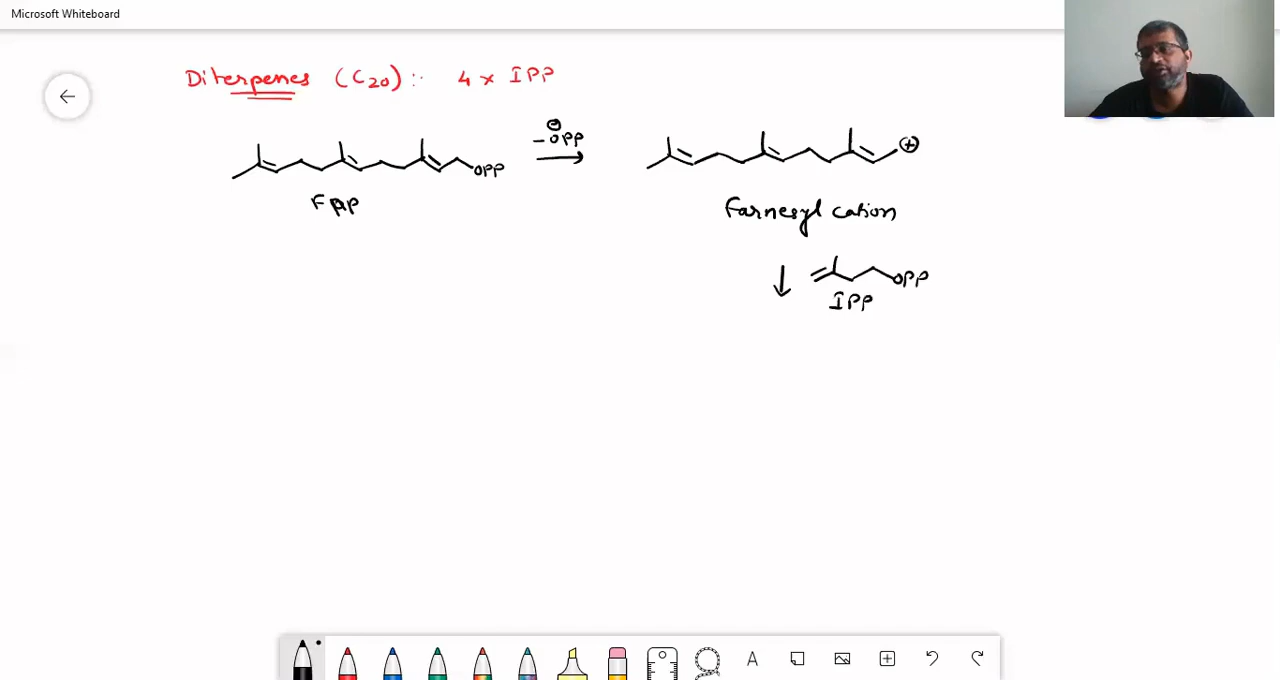 Microsoft Whiteboard
Diterpenes (C20): 4 x IPP
-OPP
OPP
FPP
Farnesyl cation
OPP
IPP
A